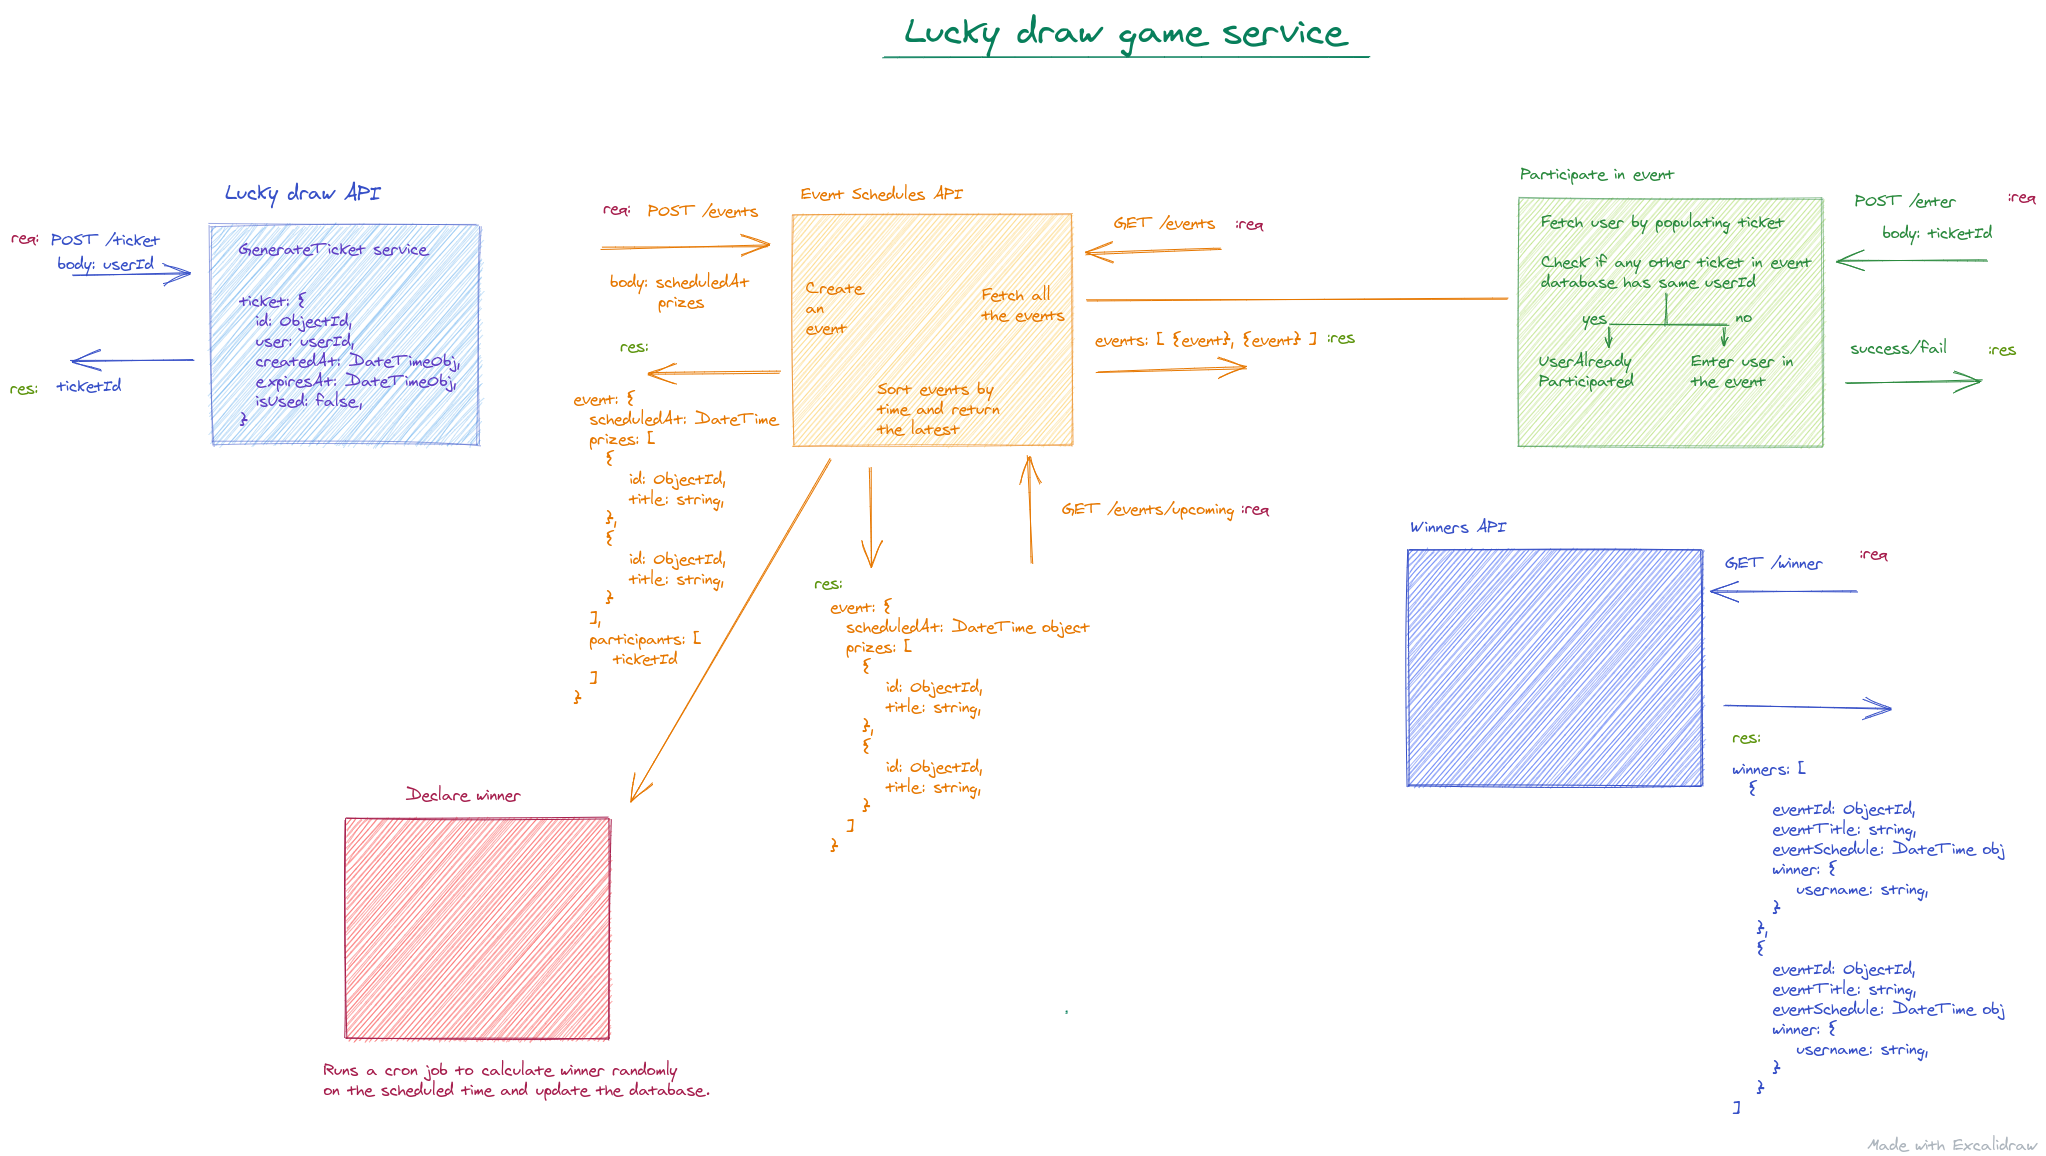 Lucky draw game service
Lucky draw API
req: POST /ticket
body: userId
res: ticketId
GenerateTicket service
ticket: {
id: ObjectId,
user: userId,
createdAt: DateTimeObj,
expiresAt: DateTimeObj,
isUsed: false,
}
Event Schedules API
req: POST /events
body: scheduledAt
prizes
res:
event: {
scheduledAt: DateTime
prizes: [
{
id: ObjectId,
title: string,
},
{
id: ObjectId,
title: string,
}
],
participants: [
ticketId
]
}
Create
an
event
Fetch all
the events
Sort events by
time and return
the latest
GET /events :req
events: [ {event}, {event} ] :res
GET /events/upcoming :req
res:
event: {
scheduledAt: DateTime object
prizes: [
{
id: ObjectId,
title: string,
},
{
id: ObjectId,
title: string,
}
]
}
Participate in event
Fetch user by populating ticket
Check if any other ticket in event
database has same userId
yes no
UserAlready
Participated
Enter user in
the event
POST /enter :req
body: ticketId
success/fail :res
Winners API
GET /winner :req
res:
winners: [
{
eventId: ObjectId,
eventTitle: string,
eventSchedule: DateTime obj
winner: {
username: string,
}
},
{
eventId: ObjectId,
eventTitle: string,
eventSchedule: DateTime obj
winner: {
username: string,
}
}
]
Declare winner
Runs a cron job to calculate winner randomly
on the scheduled time and update the database.
Made with Excalidraw